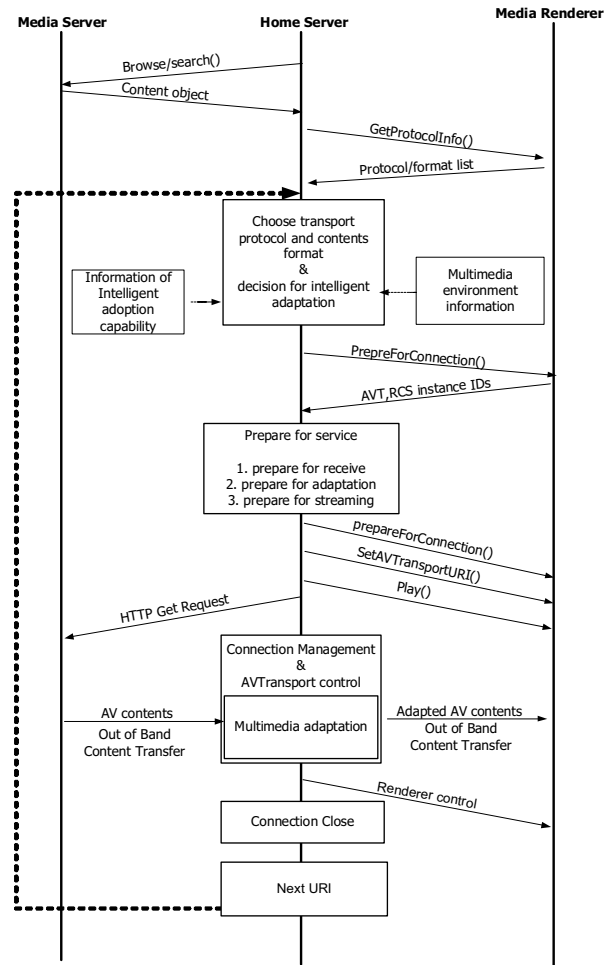 Media Server
Home Server
Media Renderer
Browse/search()
Content object
GetProtocolInfo()
Protocol/format list
Choose transport
protocol and contents
format
&
decision for intelligent
adaptation
Information of
Intelligent
adoption
capability
Multimedia
environment
information
PrepreForConnection()
AVT,RCS instance IDs
Prepare for service
1. prepare for receive
2. prepare for adaptation
3. prepare for streaming
prepareForConnection()
SetAVTransportURI()
Play()
HTTP Get Request
Connection Management
&
AVTransport control
Multimedia adaptation
AV contents
Out of Band
Content Transfer
Adapted AV contents
Out of Band
Content Transfer
Renderer control
Connection Close
Next URI